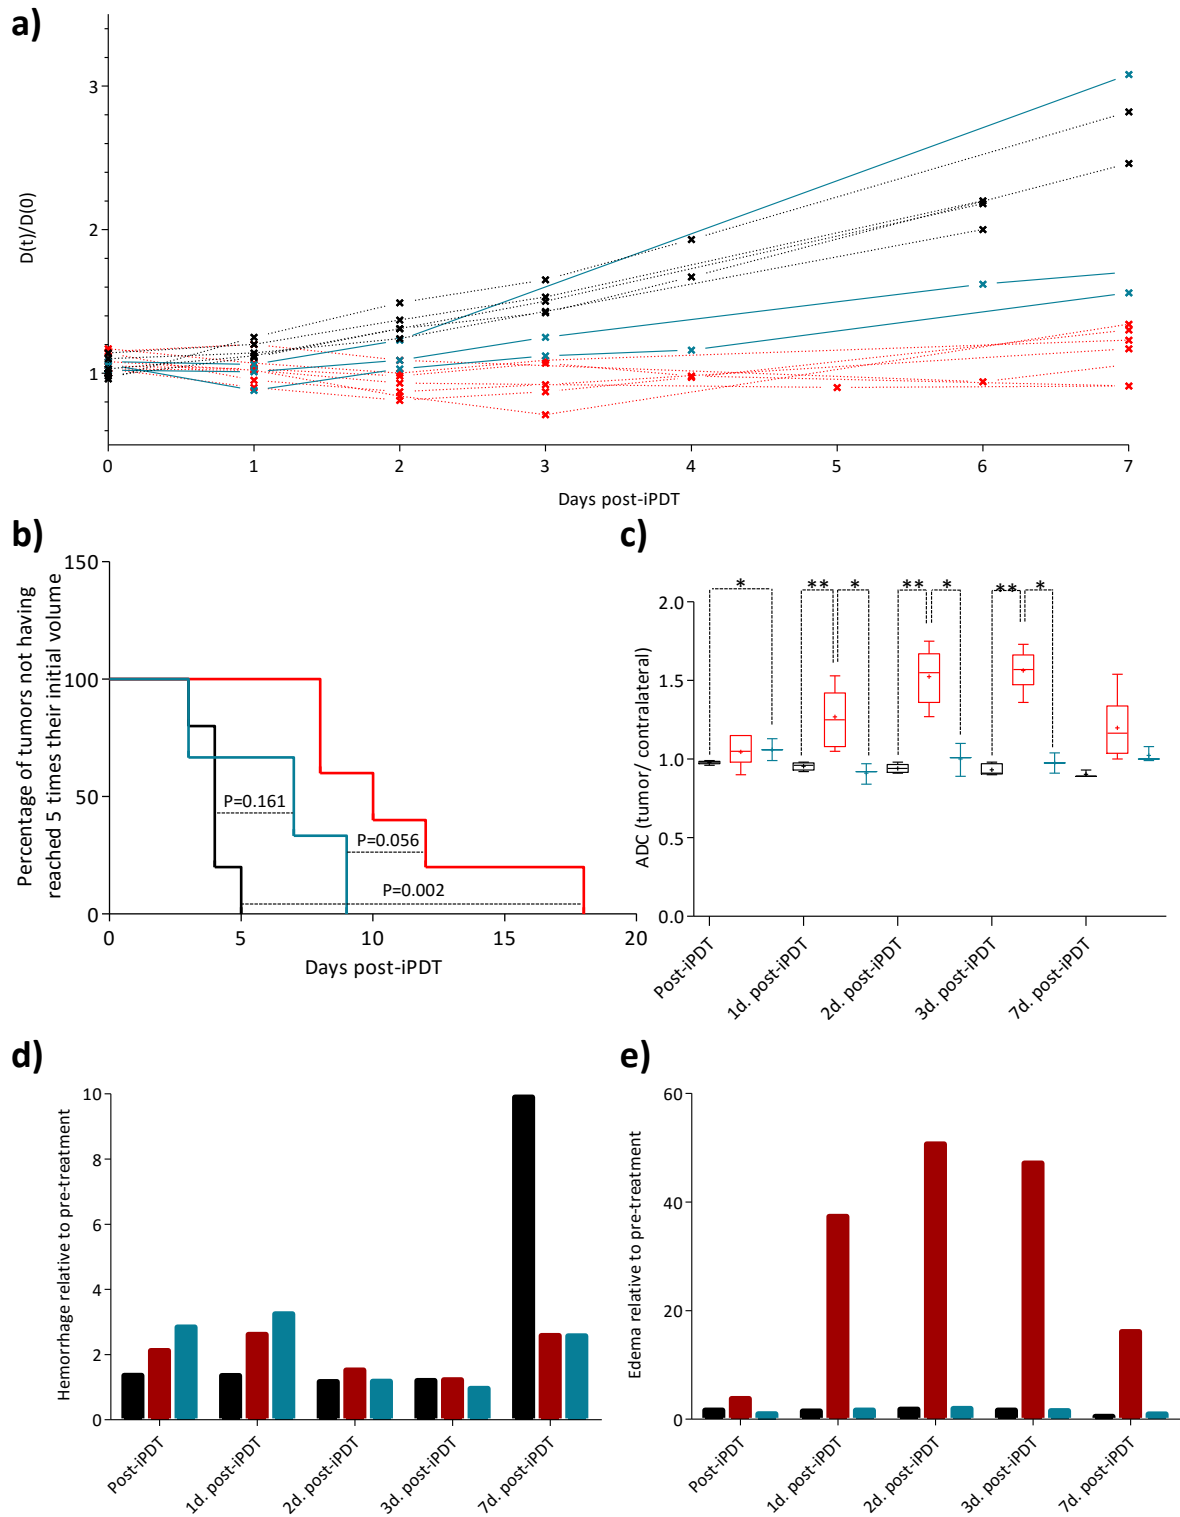 a)
3
2
1
D(t)/D(0)
0 1 2 3 4 5 6 7
Days post-iPDT
b)
150
100
50
0
Percentage of tumors not having
reached 5 times their initial volume
P=0.161
P=0.056
P=0.002
0 5 10 15 20
Days post-iPDT
c)
* ** * ** * ** *
2.0
1.5
1.0
0.5
0.0
ADC (tumor/ contralateral)
Post-iPDT
1d. post-iPDT
2d. post-iPDT
3d. post-iPDT
7d. post-iPDT
d)
10
8
6
4
2
0
Hemorrhage relative to pre-treatment
Post-iPDT
1d. post-iPDT
2d. post-iPDT
3d. post-iPDT
7d. post-iPDT
e)
60
40
20
0
Edema relative to pre-treatment
Post-iPDT
1d. post-iPDT
2d. post-iPDT
3d. post-iPDT
7d. post-iPDT